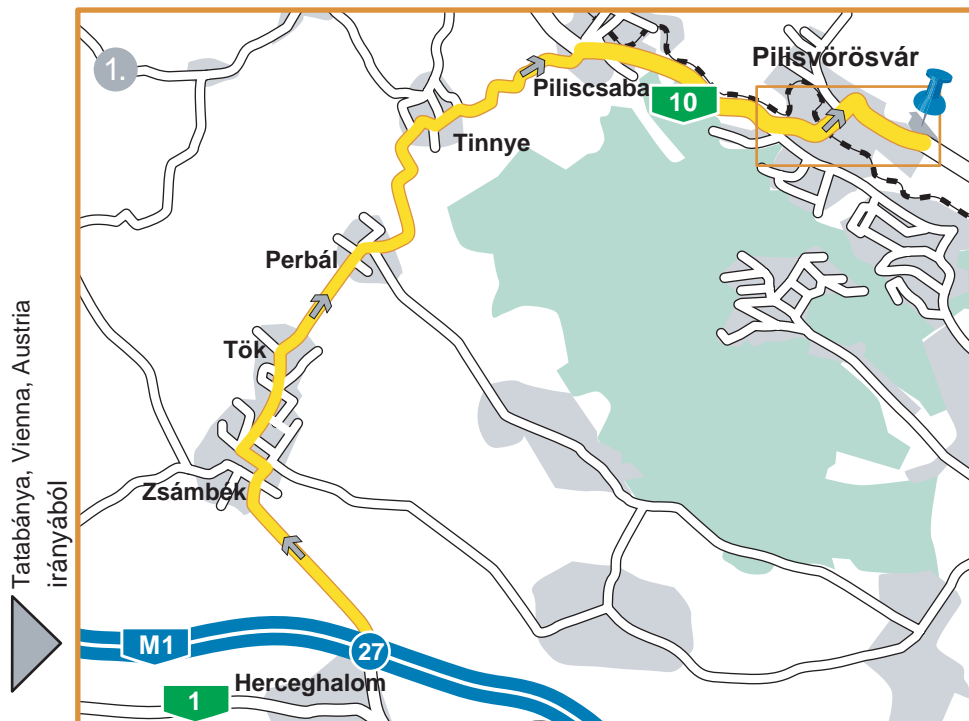 1.
Pilisvörösvár
Piliscsaba
10
Tinnye
Perbál
Tök
Zsámbék
Tatabánya, Vienna, Austria
irányából
M1
27
Herceghalom
1